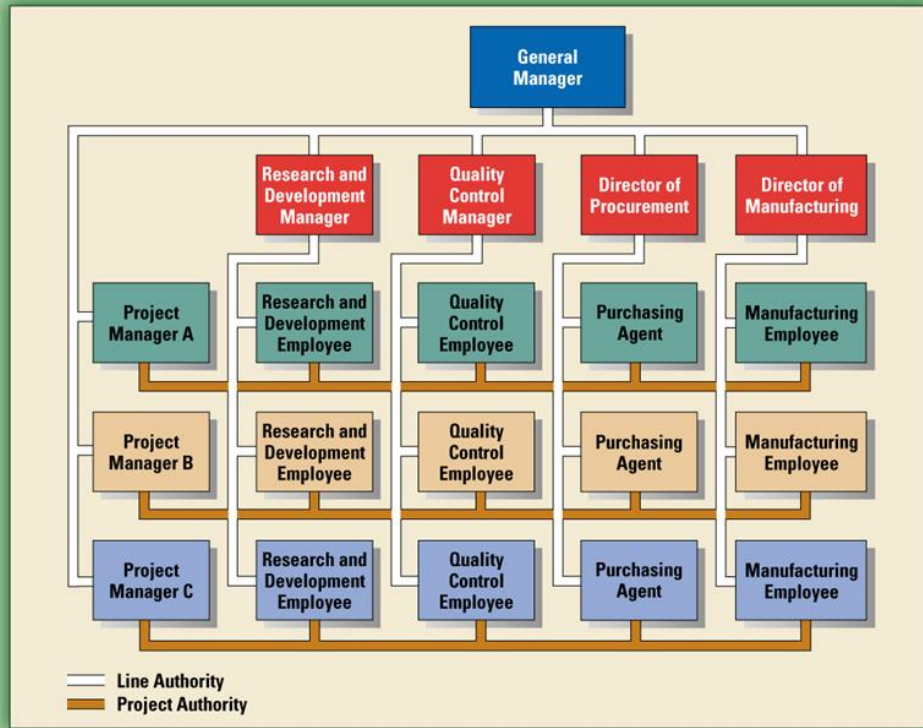 General
Manager
Research and
Development
Manager
Quality
Control
Manager
Director of
Procurement
Director of
Manufacturing
Project
Manager A
Research and
Development
Employee
Quality
Control
Employee
Purchasing
Agent
Manufacturing
Employee
Project
Manager B
Research and
Development
Employee
Quality
Control
Employee
Purchasing
Agent
Manufacturing
Employee
Project
Manager C
Research and
Development
Employee
Quality
Control
Employee
Purchasing
Agent
Manufacturing
Employee
Line Authority
Project Authority